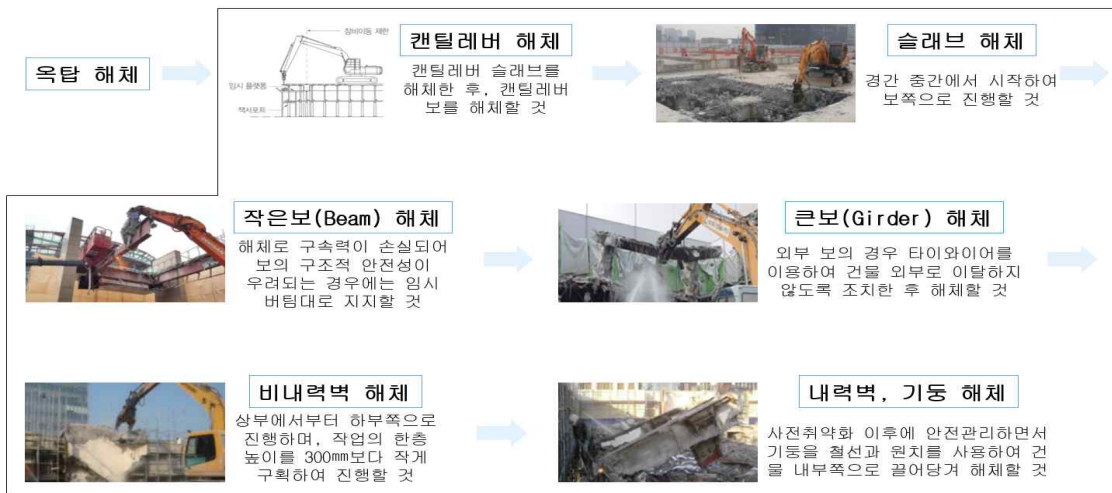 옥탑 해체
장비이동 제한
임시 플랫폼
잭서포트
캔틸레버 해체
캔틸레버 슬래브를
해체한 후, 캔틸레버
보를 해체할 것
슬래브 해체
경간 중간에서 시작하여
보쪽으로 진행할 것
작은보(Beam) 해체
해체로 구속력이 손실되어
보의 구조적 안전성이
우려되는 경우에는 임시
버팀대로 지지할 것
큰보(Girder) 해체
외부 보의 경우 타이와이어를
이용하여 건물 외부로 이탈하지
않도록 조치한 후 해체할 것
비내력벽 해체
상부에서부터 하부쪽으로
진행하며, 작업의 한층
높이를 300㎜보다 작게
구획하여 진행할 것
내력벽, 기둥 해체
사전취약화 이후에 안전관리하면서
기둥을 철선과 원치를 사용하여 건
물 내부쪽으로 끌어당겨 해체할 것